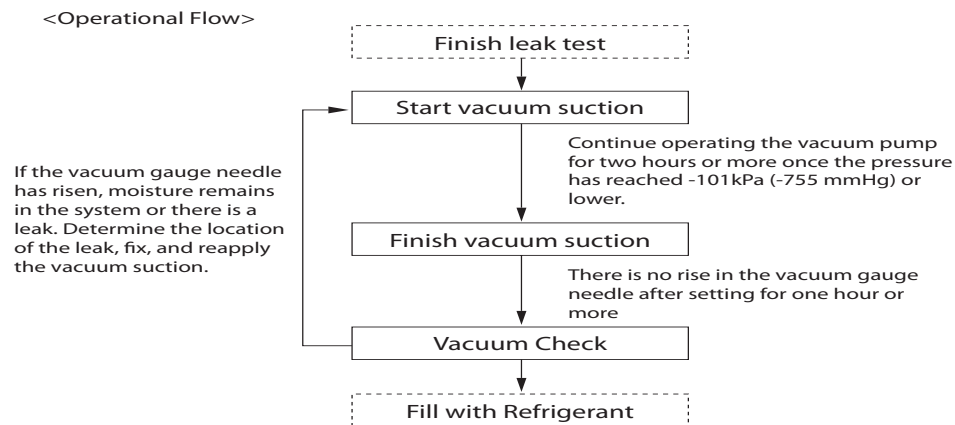 <Operational Flow>
Finish leak test
Start vacuum suction
Continue operating the vacuum pump
for two hours or more once the pressure
has reached -101kPa (-755 mmHg) or
lower.
If the vacuum gauge needle
has risen, moisture remains
in the system or there is a
leak. Determine the location
of the leak, fix, and reapply
the vacuum suction.
Finish vacuum suction
There is no rise in the vacuum gauge
needle after setting for one hour or
more
Vacuum Check
Fill with Refrigerant